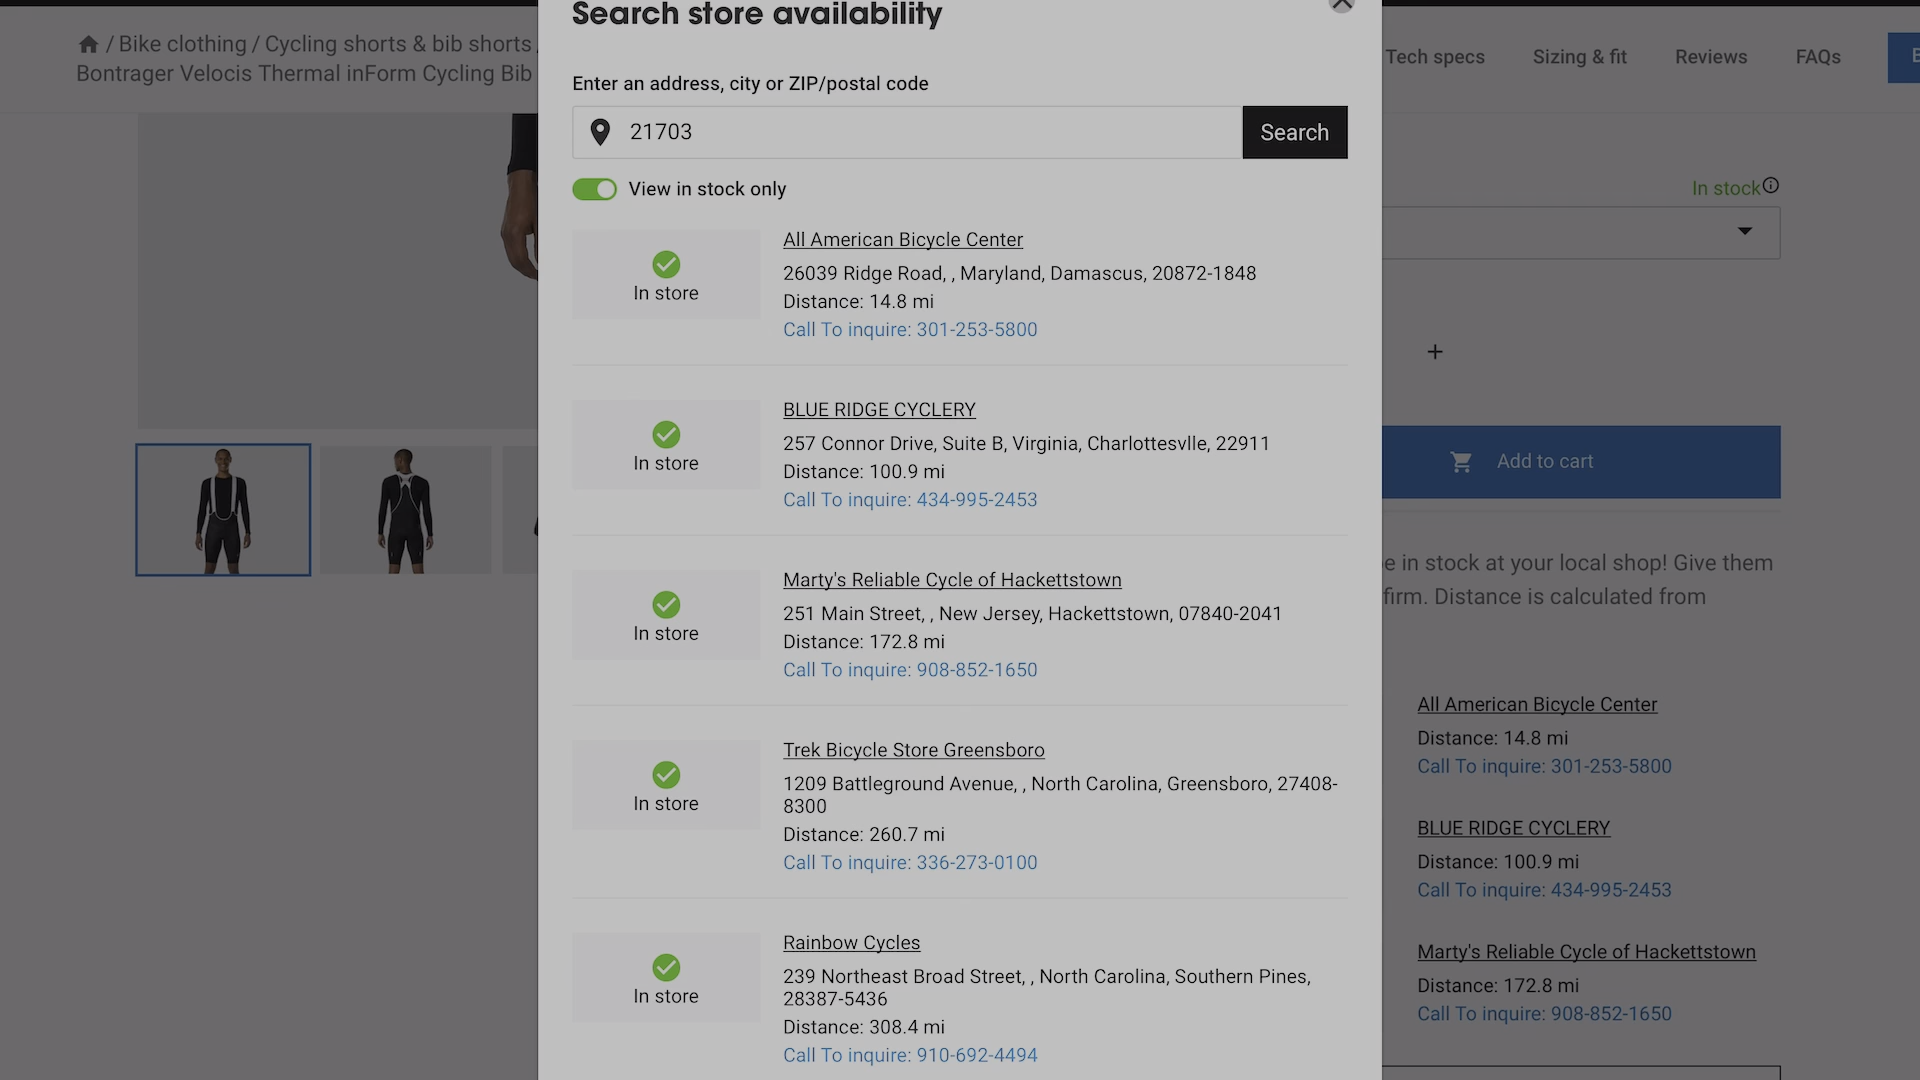 Search store availability
/ Bike clothing / Cycling shorts & bib shorts
Bontrager Velocis Thermal inForm Cycling Bib
Tech specs
Sizing & fit
Reviews
FAQs
Enter an address, city or ZIP/postal code
21703
Search
View in stock only
In stock
All American Bicycle Center
26039 Ridge Road, , Maryland, Damascus, 20872-1848
Distance: 14.8 mi
Call To inquire: 301-253-5800
In store
BLUE RIDGE CYCLERY
257 Connor Drive, Suite B, Virginia, Charlottesvlle, 22911
Distance: 100.9 mi
Call To inquire: 434-995-2453
In store
Marty's Reliable Cycle of Hackettstown
251 Main Street, , New Jersey, Hackettstown, 07840-2041
Distance: 172.8 mi
Call To inquire: 908-852-1650
In store
Trek Bicycle Store Greensboro
1209 Battleground Avenue, , North Carolina, Greensboro, 27408-
8300
Distance: 260.7 mi
Call To inquire: 336-273-0100
In store
Rainbow Cycles
239 Northeast Broad Street, , North Carolina, Southern Pines,
28387-5436
Distance: 308.4 mi
Call To inquire: 910-692-4494
In store
+
Add to cart
e in stock at your local shop! Give them
firm. Distance is calculated from
All American Bicycle Center
Distance: 14.8 mi
Call To inquire: 301-253-5800
BLUE RIDGE CYCLERY
Distance: 100.9 mi
Call To inquire: 434-995-2453
Marty's Reliable Cycle of Hackettstown
Distance: 172.8 mi
Call To inquire: 908-852-1650